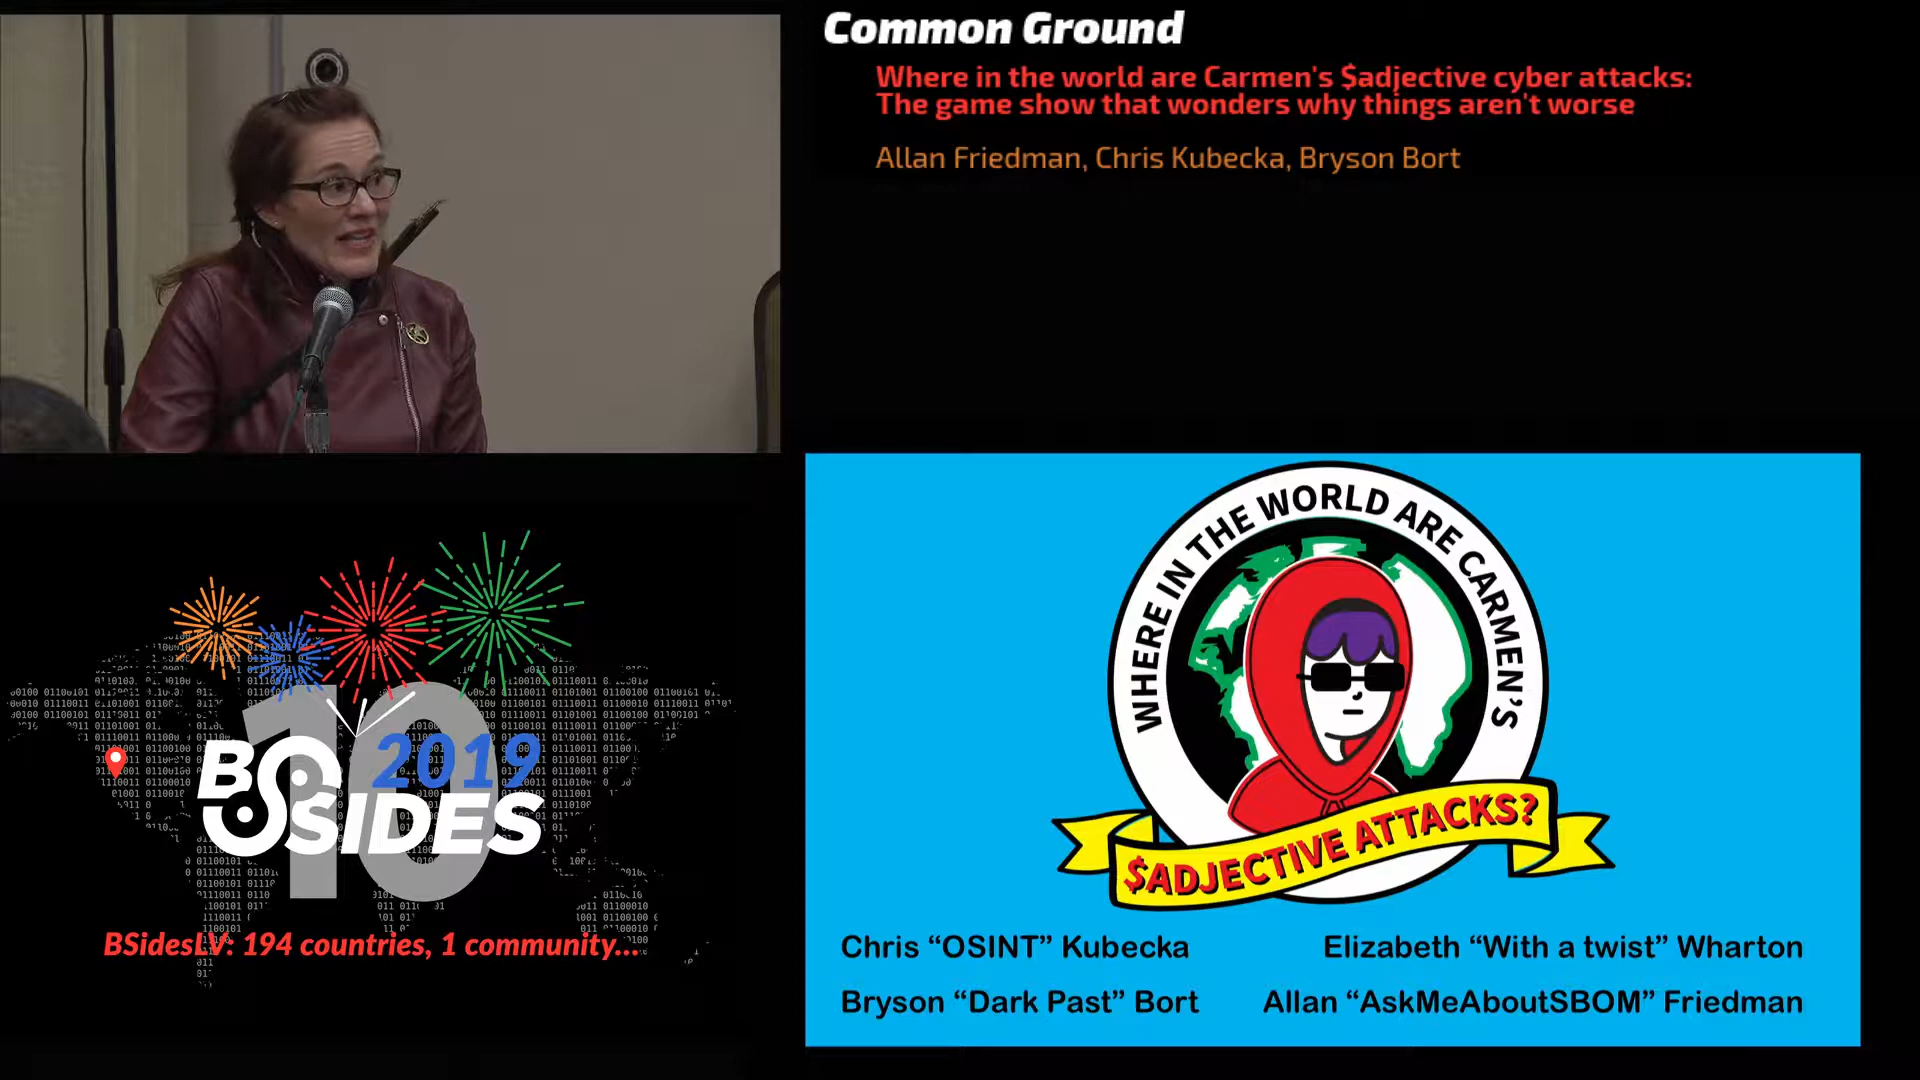 Common Ground
Where in the world are Carmen's $adjective cyber attacks:
The game show that wonders why things aren't worse
Allan Friedman, Chris Kubecka, Bryson Bort
WHERE IN THE WORLD ARE CARMEN'S
$ADJECTIVE ATTACKS?
Chris “OSINT” Kubecka
Elizabeth “With a twist” Wharton
Bryson “Dark Past” Bort
Allan “AskMeAboutSBOM” Friedman
10
2019
BSIDES
BSidesLV: 194 countries, 1 community...